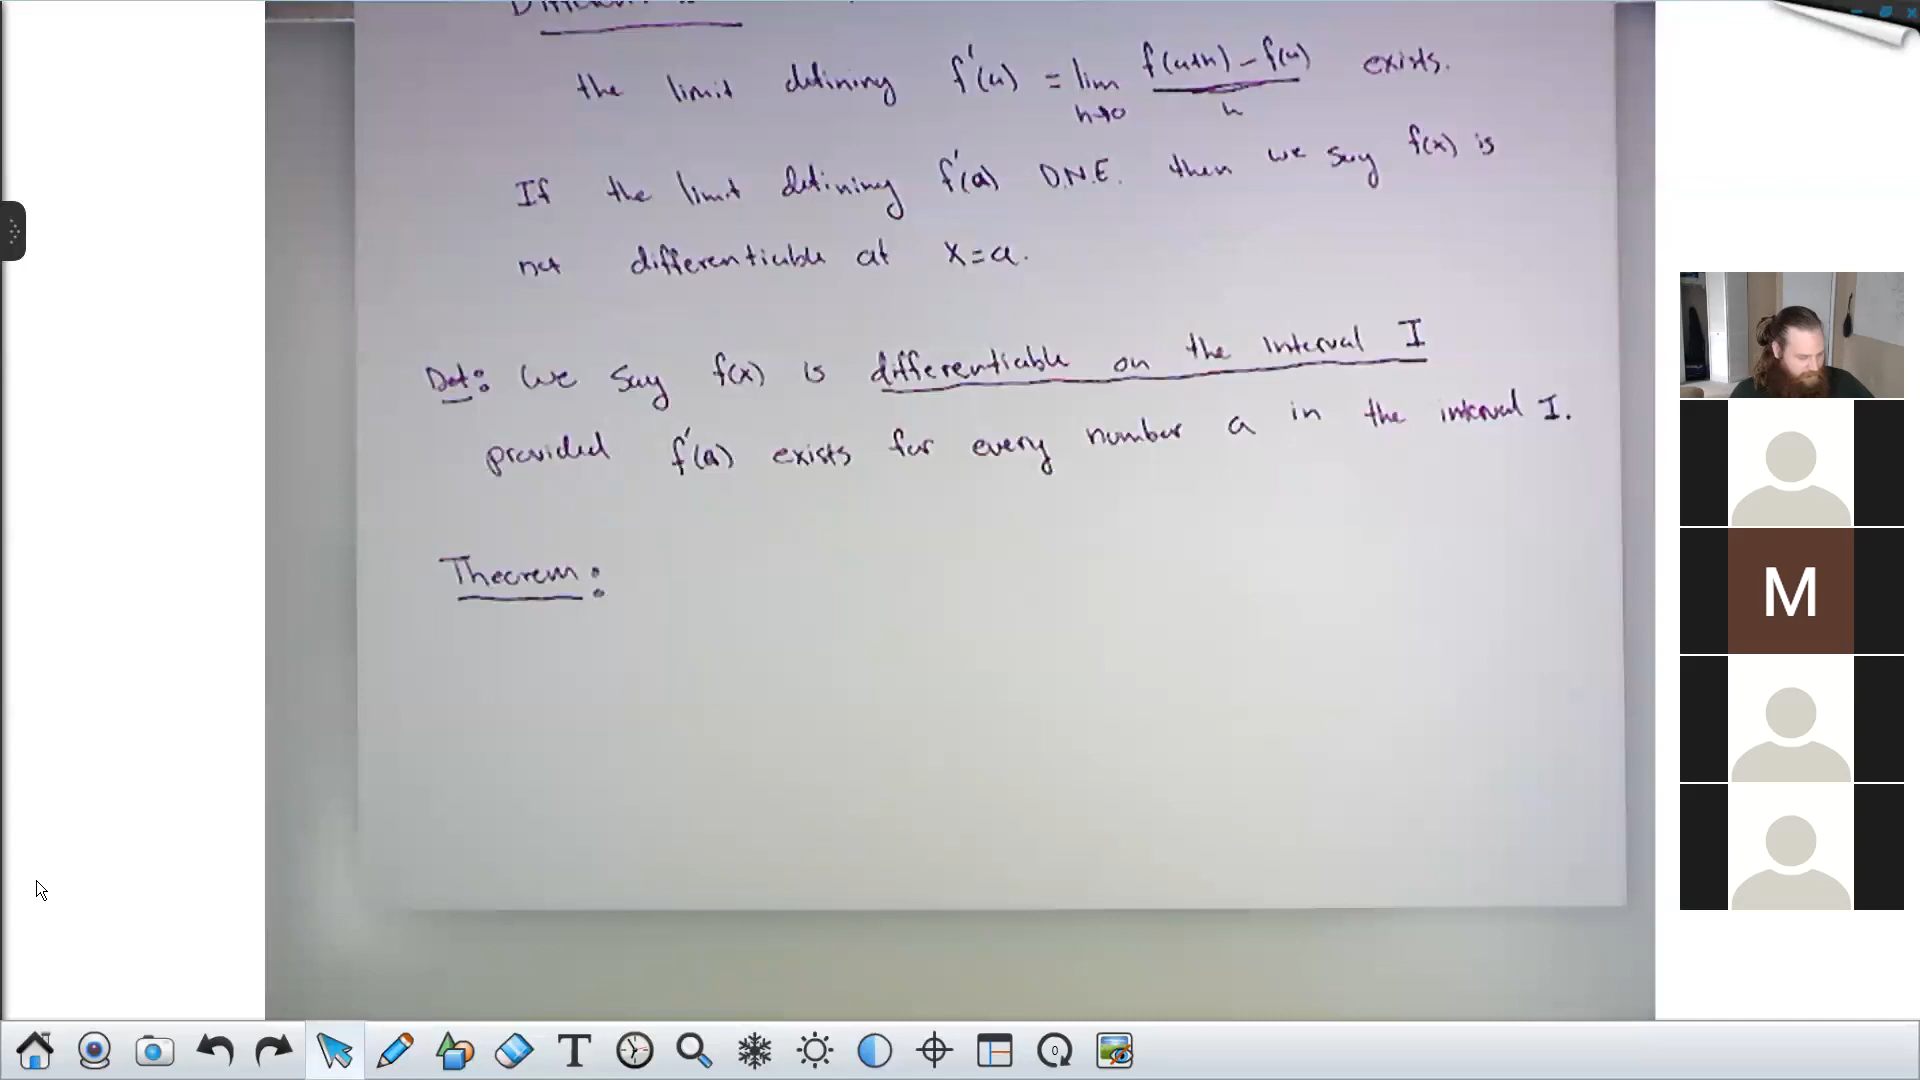 the limit defining f'(a) = lim h→0 f(a+h) - f(a) / h exists.
If the limit defining f'(a) D.N.E. then we say f(x) is
not differentiable at x=a.
Def: We say f(x) is differentiable on the interval I
provided f'(a) exists for every number a in the interval I.
Theorem:
M
T
0